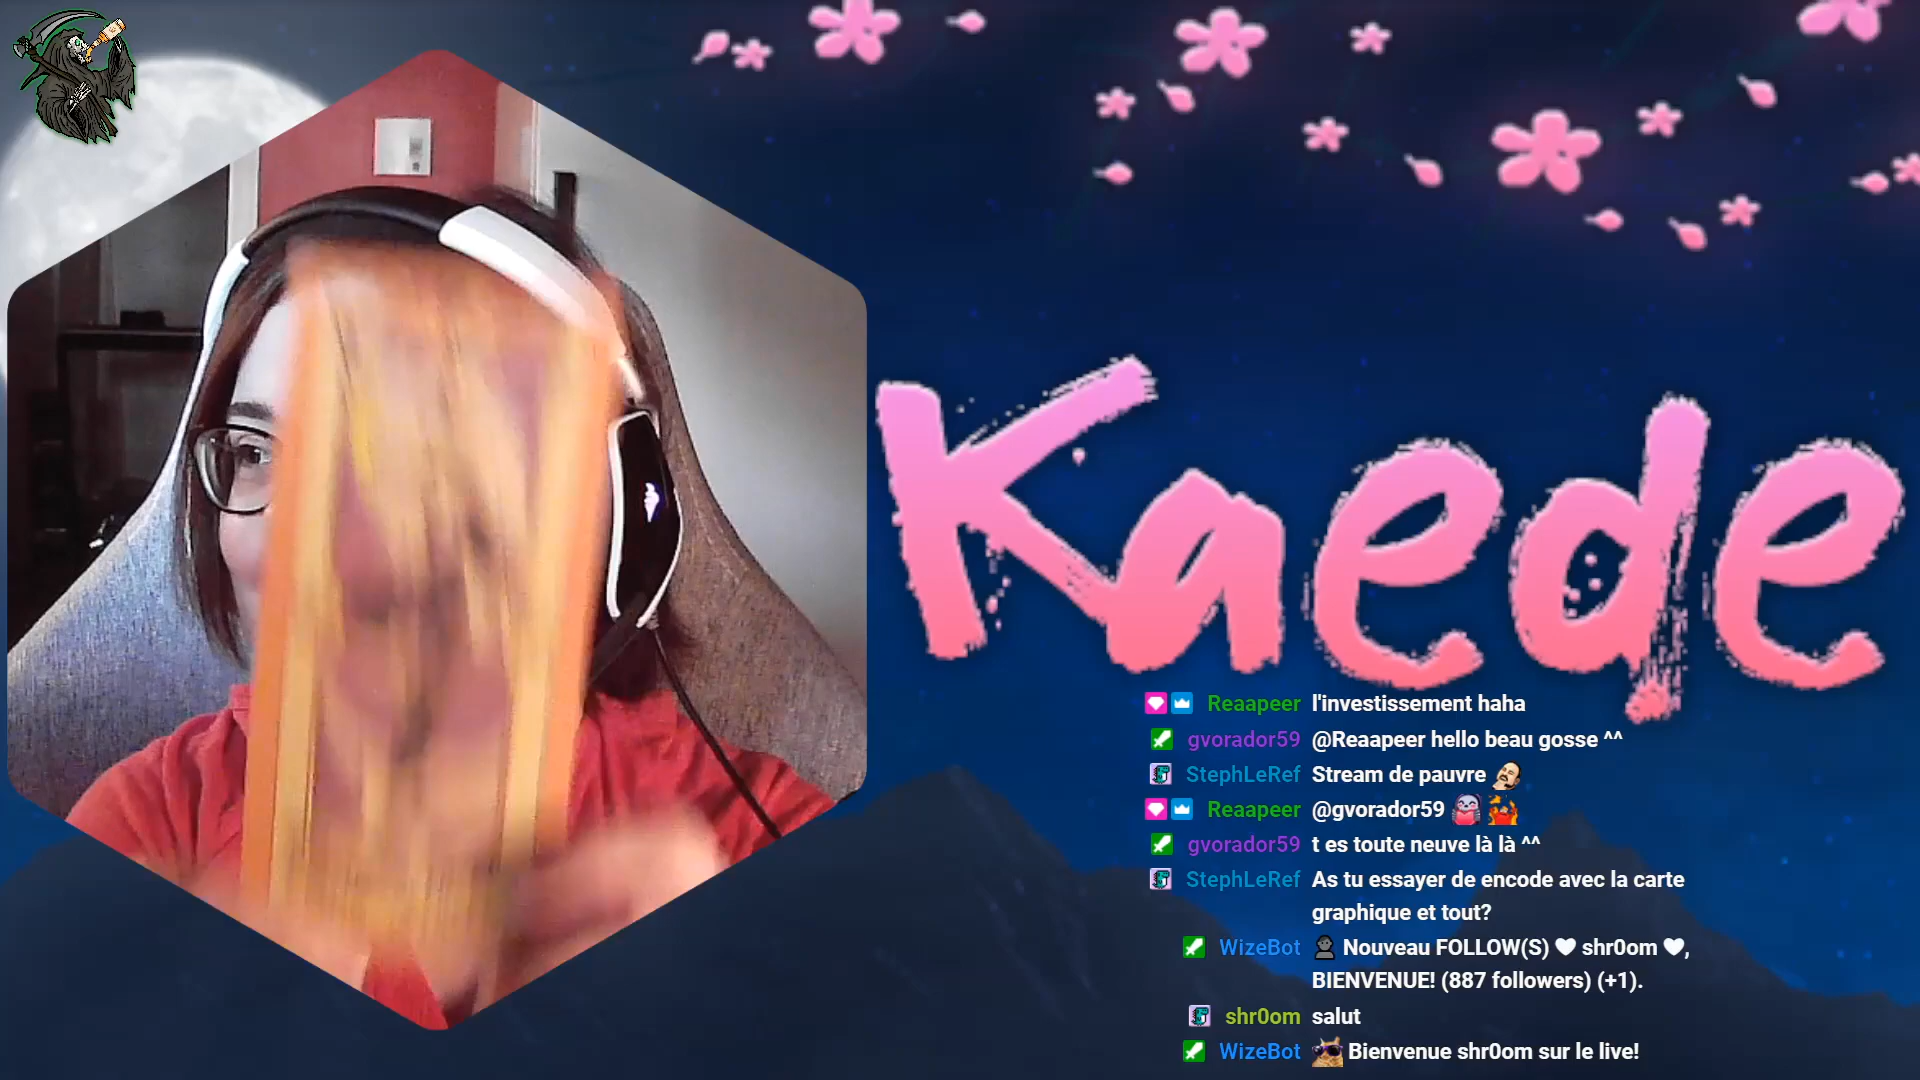 Kaede
Reaapeer l'investissement haha
gvorador59 @Reaapeer hello beau gosse ^^
StephLeRef Stream de pauvre
Reaapeer @gvorador59
gvorador59 t es toute neuve là là ^^
StephLeRef As tu essayer de encode avec la carte
graphique et tout?
WizeBot Nouveau FOLLOW(S) 🤍 shr0om 🤍,
BIENVENUE! (887 followers) (+1).
shr0om salut
WizeBot Bienvenue shr0om sur le live!